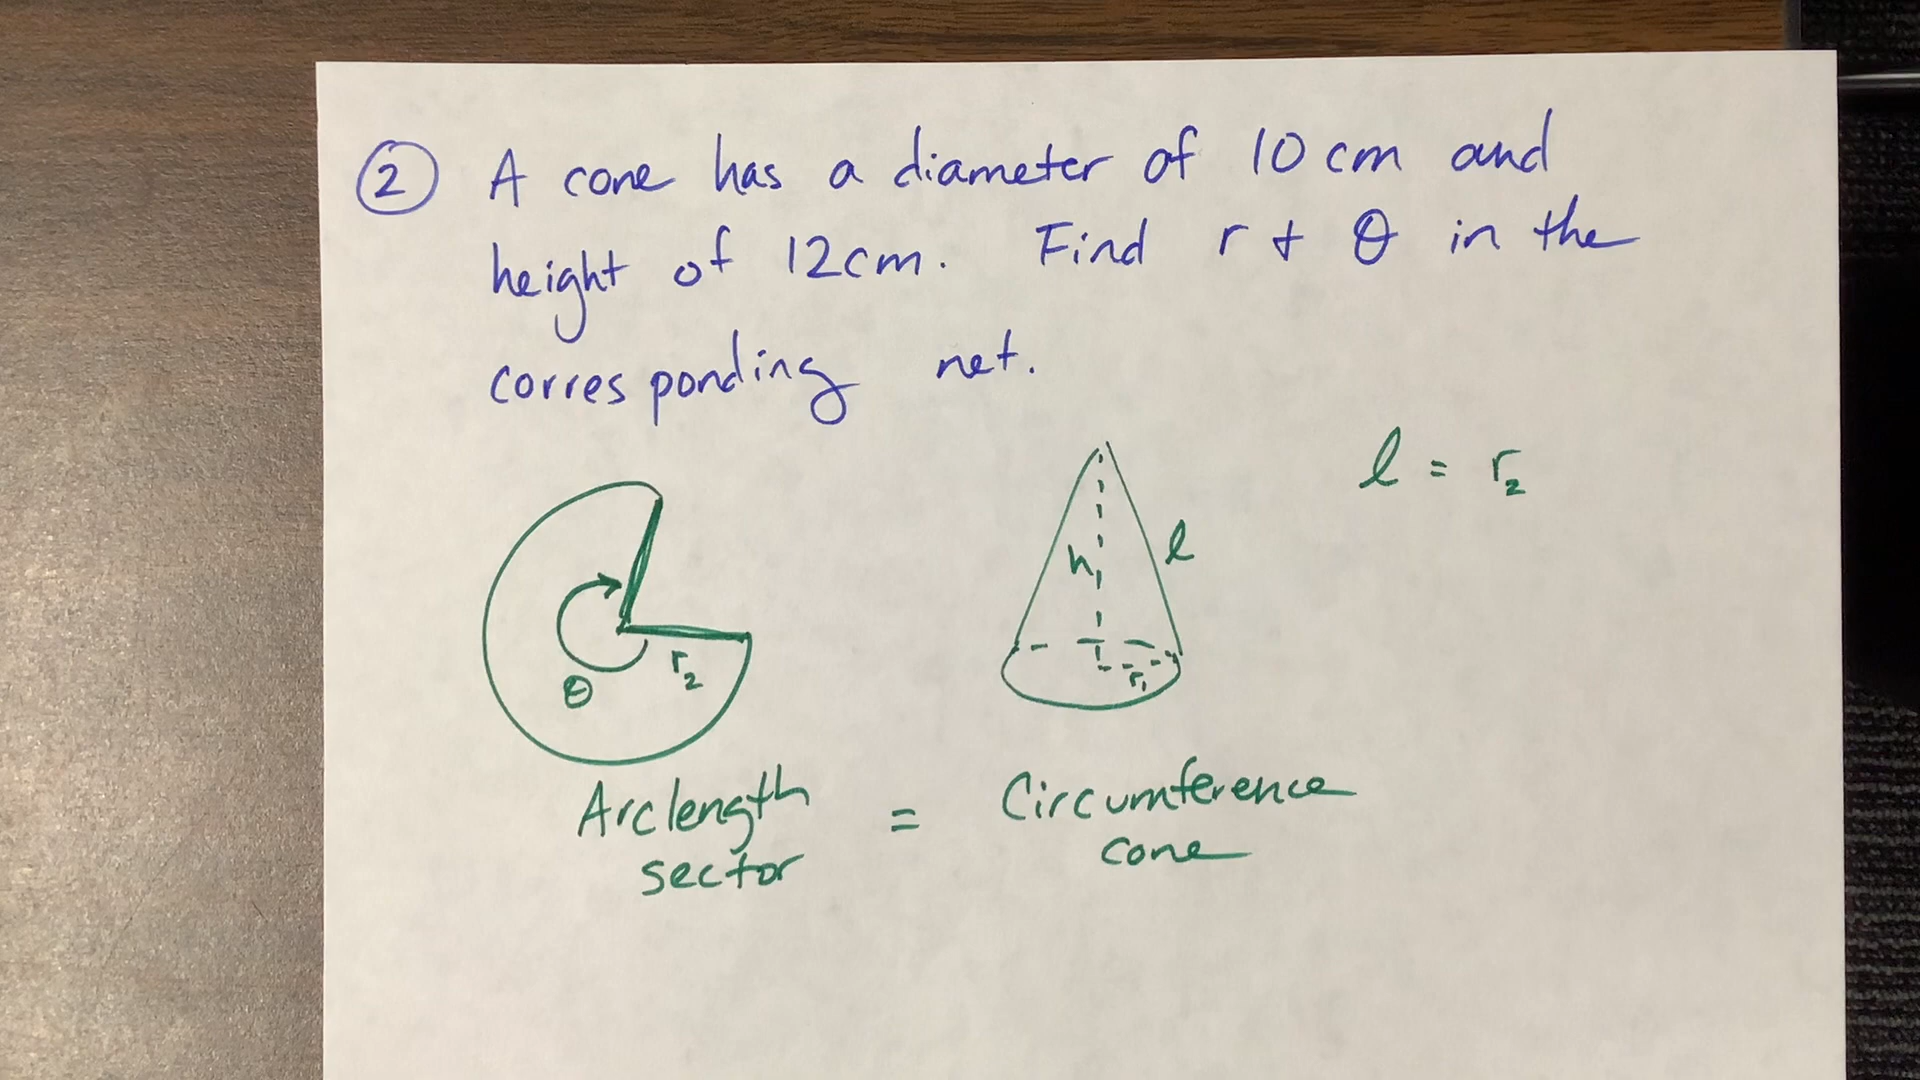 ② A cone has a diameter of 10 cm and
height of 12cm. Find r + θ in the
corresponding net.
l = r₂
h
l
r₁
r₂
θ
Arclength = Circumference
sector cone